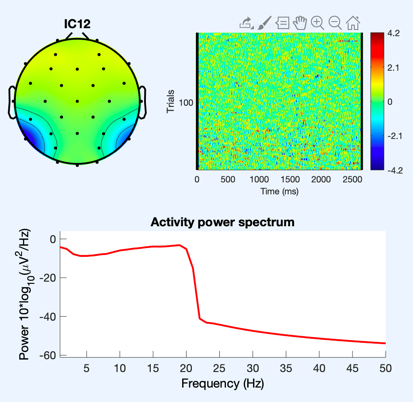 IC12
Trials
100
4.2
2.1
0
-2.1
-4.2
0 500 1000 1500 2000 2500
Time (ms)
Activity power spectrum
Power 10*log10(μV2/Hz)
0
-20
-40
-60
5 10 15 20 25 30 35 40 45 50
Frequency (Hz)